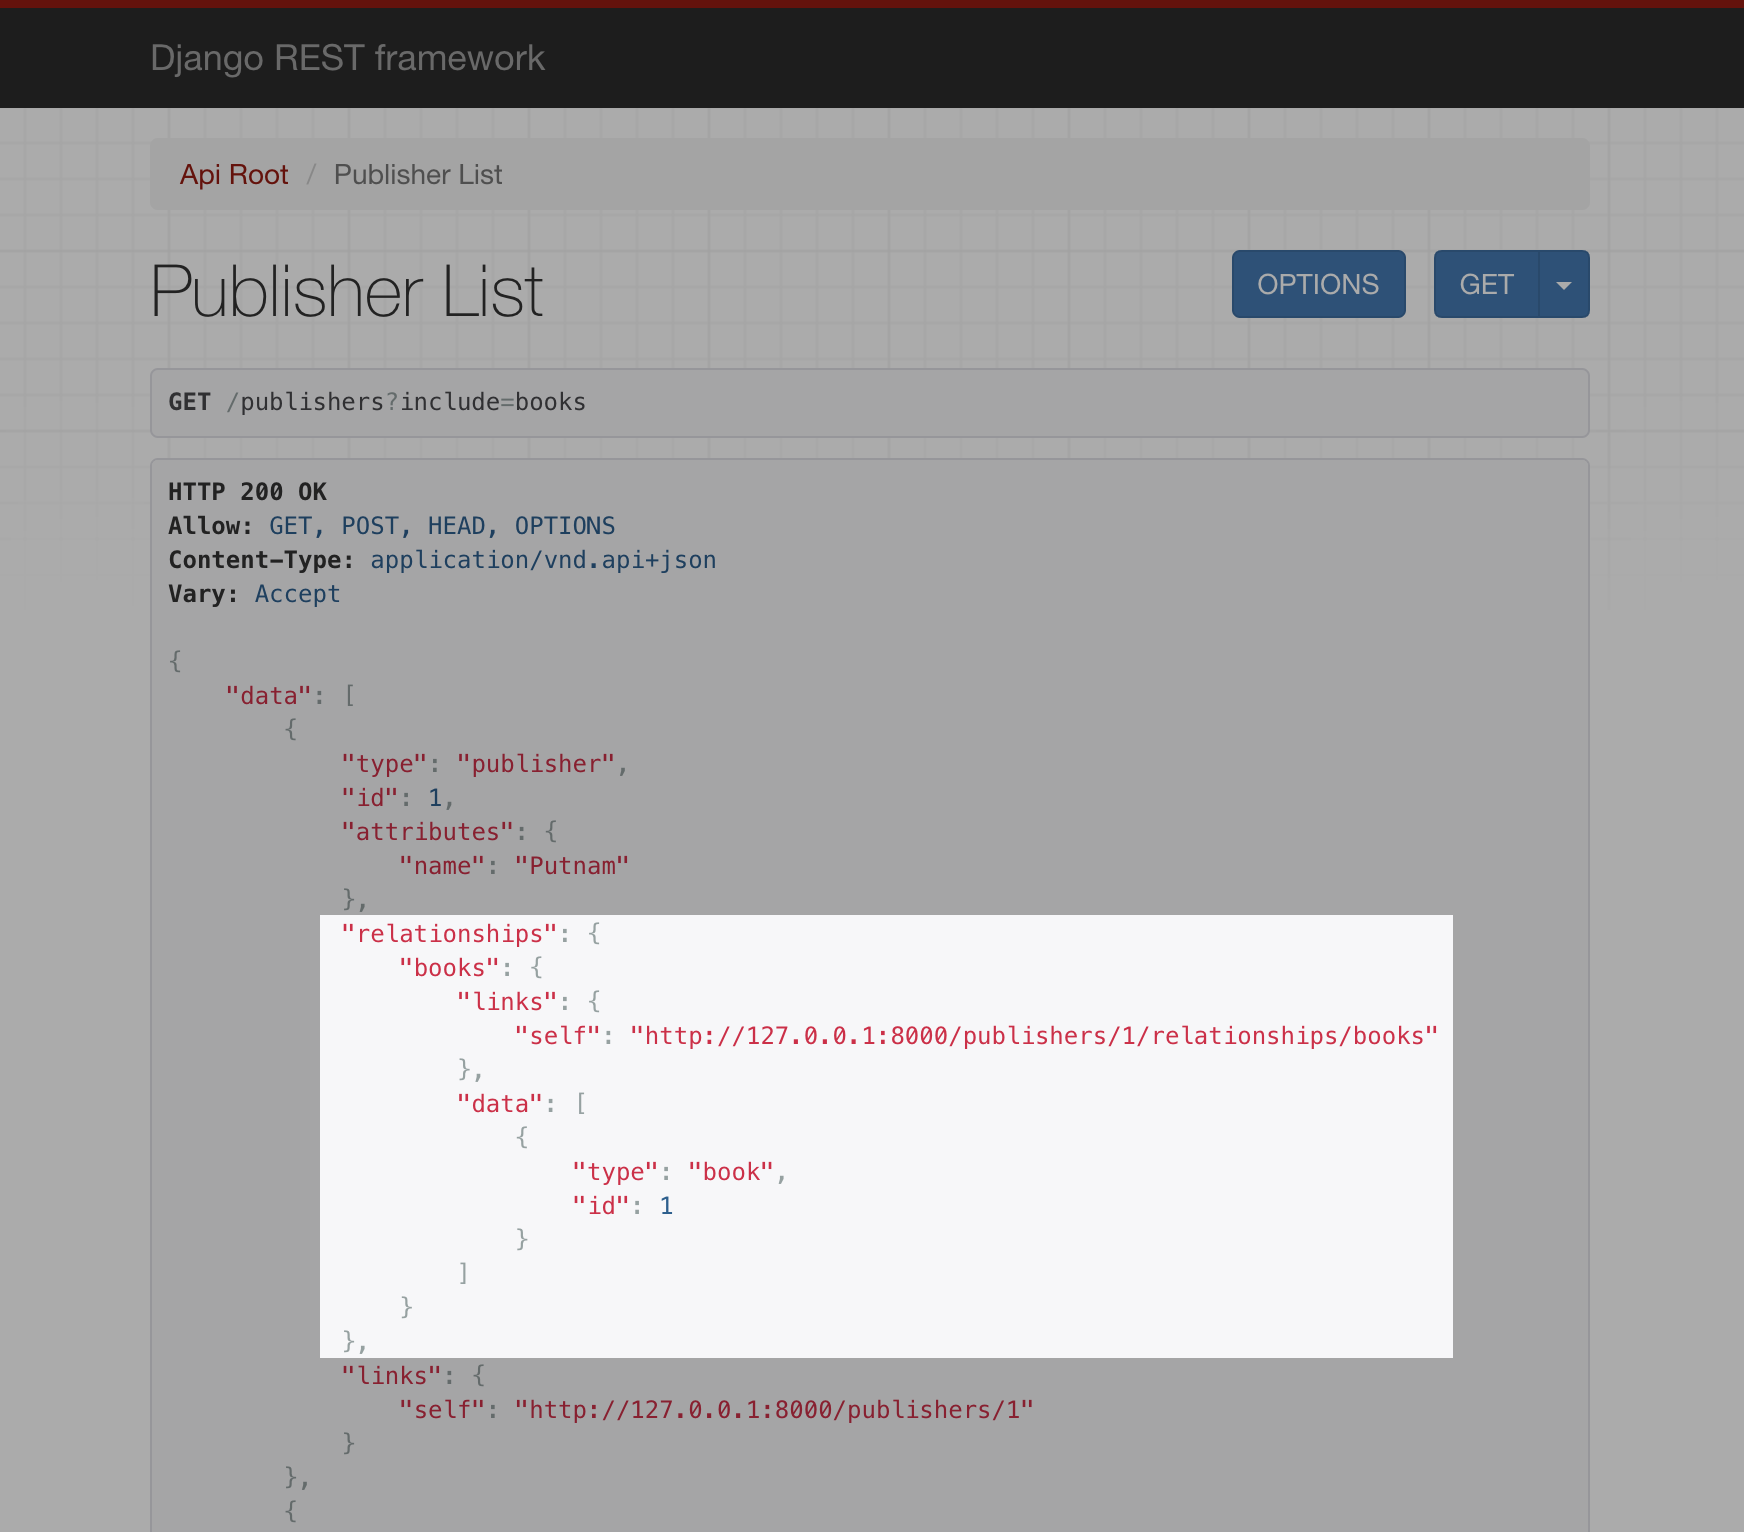 Django REST framework
Api Root / Publisher List
Publisher List
OPTIONS GET
GET /publishers?include=books
HTTP 200 OK
Allow: GET, POST, HEAD, OPTIONS
Content-Type: application/vnd.api+json
Vary: Accept
{
    "data": [
        {
            "type": "publisher",
            "id": 1,
            "attributes": {
                "name": "Putnam"
            },
            "relationships": {
                "books": {
                    "links": {
                        "self": "http://127.0.0.1:8000/publishers/1/relationships/books"
                    },
                    "data": [
                        {
                            "type": "book",
                            "id": 1
                        }
                    ]
                }
            },
            "links": {
                "self": "http://127.0.0.1:8000/publishers/1"
            }
        },
        {